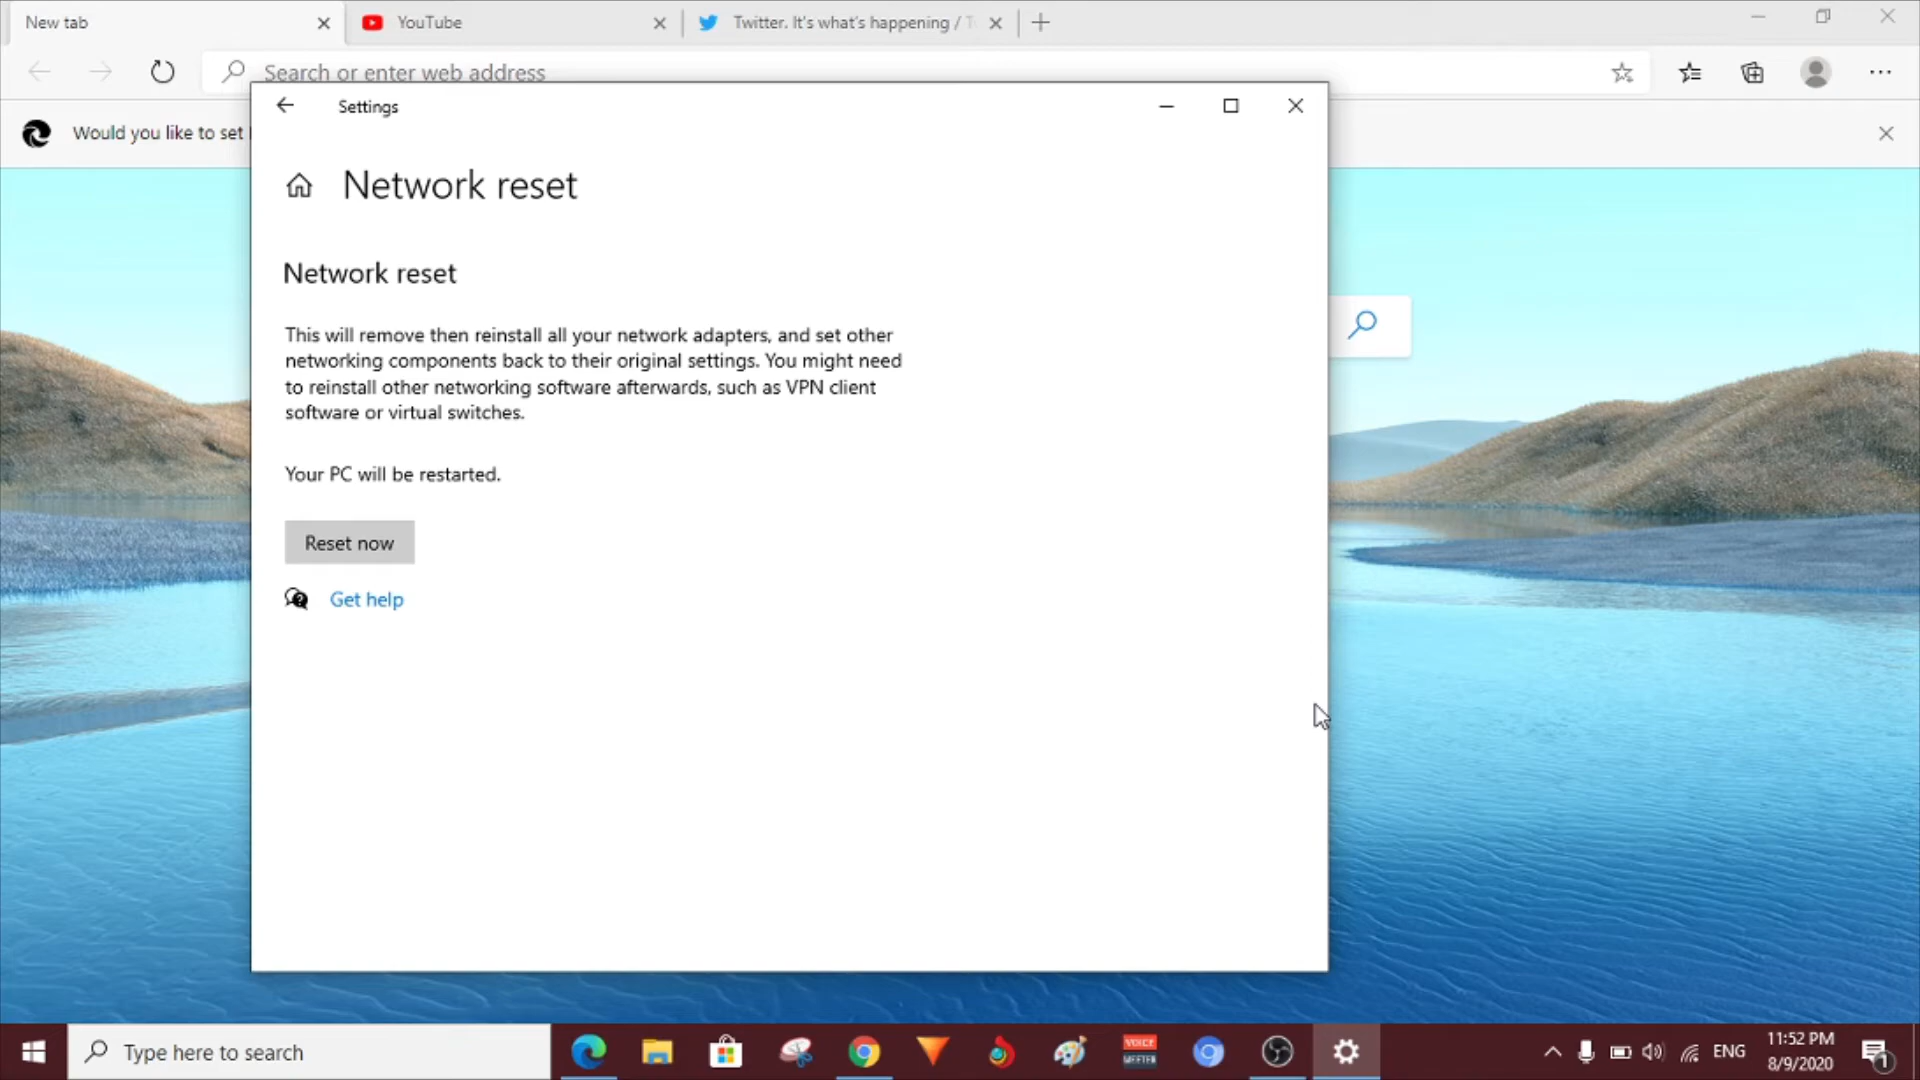 New tab
YouTube
Twitter. It's what's happening / T
Search or enter web address
Would you like to set
Settings
Network reset
Network reset
This will remove then reinstall all your network adapters, and set other
networking components back to their original settings. You might need
to reinstall other networking software afterwards, such as VPN client
software or virtual switches.
Your PC will be restarted.
Reset now
Get help
Type here to search
VOICE
MEETER
ENG
11:52 PM
8/9/2020
1